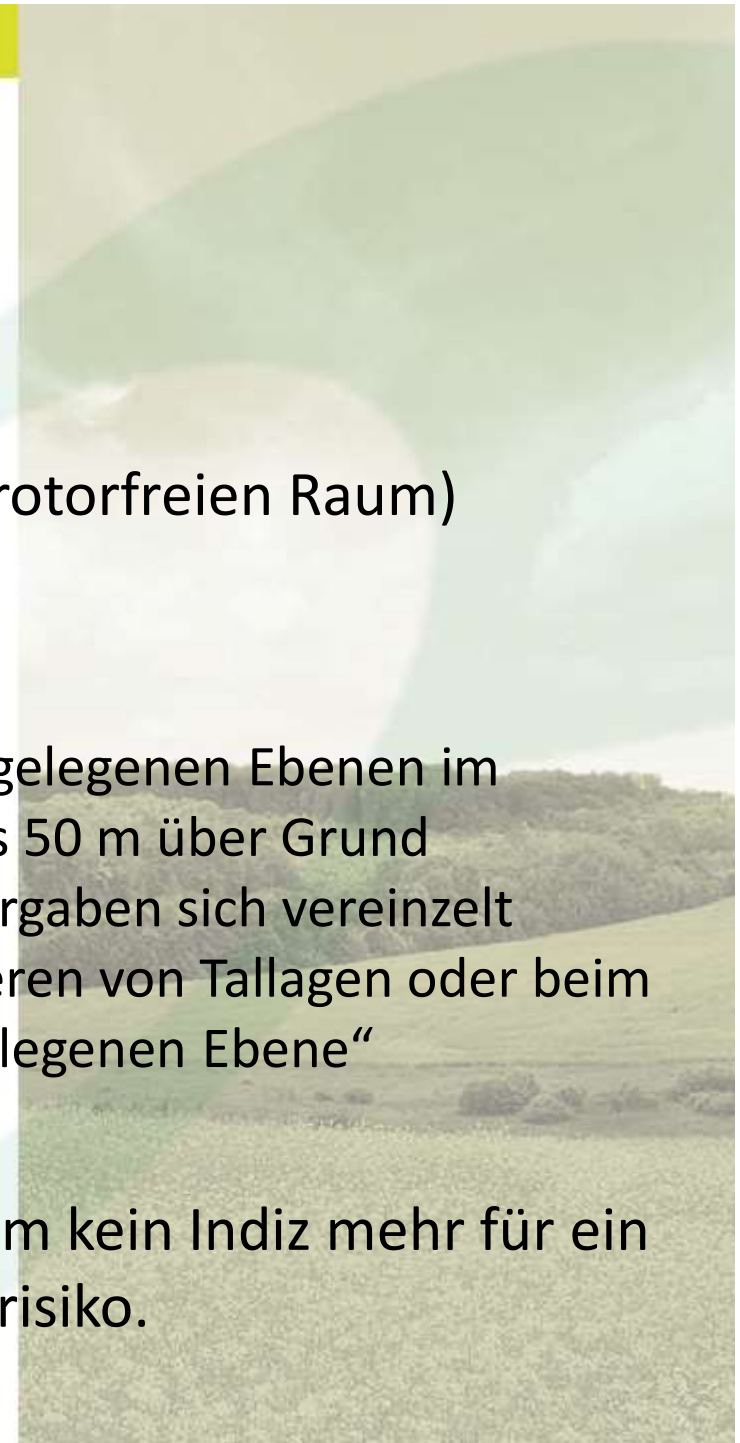 rotorfreien Raum)
gelegenen Ebenen im
s 50 m über Grund
rgaben sich vereinzelt
eren von Tallagen oder beim
legenen Ebene“
m kein Indiz mehr für ein
risiko.